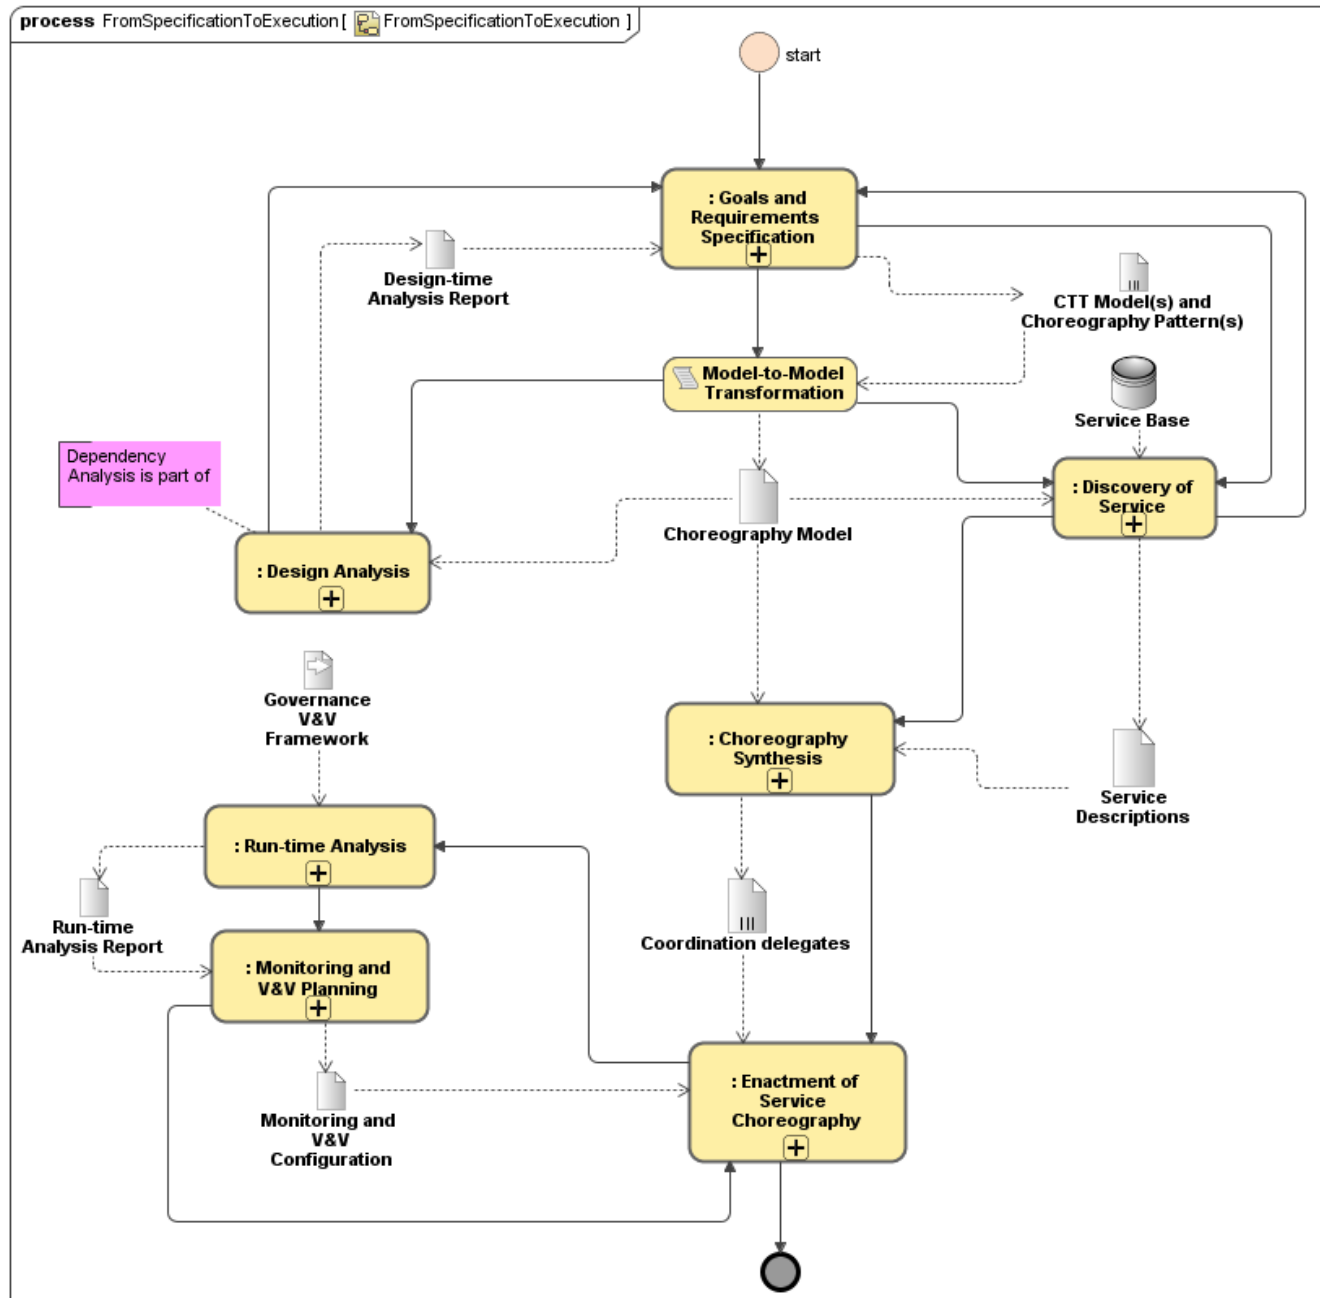 process FromSpecificationToExecution [ FromSpecificationToExecution ]
start
: Goals and
Requirements
Specification
Design-time
Analysis Report
CTT Model(s) and
Choreography Pattern(s)
Model-to-Model
Transformation
Service Base
Dependency
Analysis is part of
: Discovery of
Service
Choreography Model
: Design Analysis
Governance
V&V
Framework
: Choreography
Synthesis
Service
Descriptions
: Run-time Analysis
Run-time
Analysis Report
Coordination delegates
: Monitoring and
V&V Planning
: Enactment of
Service
Choreography
Monitoring and
V&V
Configuration